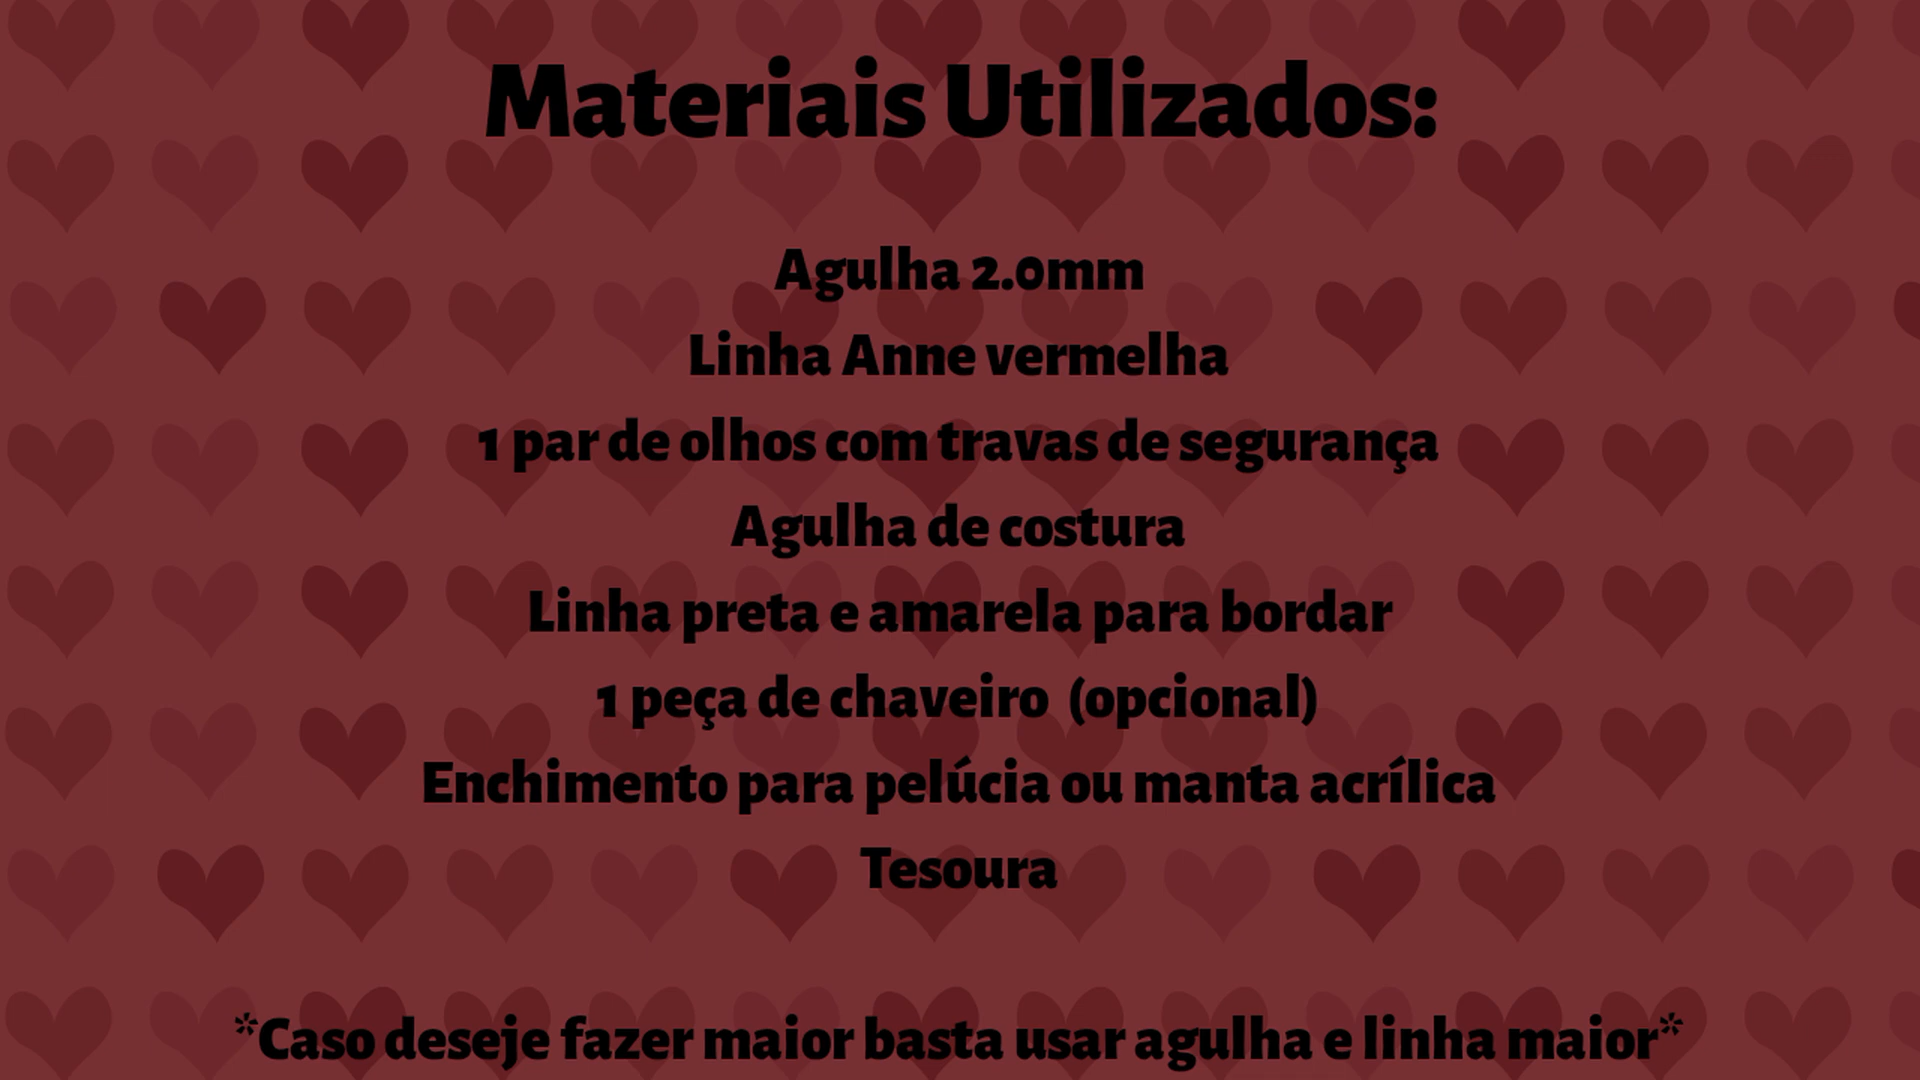 Materiais Utilizados:
Agulha 2.0mm
Linha Anne vermelha
1 par de olhos com travas de segurança
Agulha de costura
Linha preta e amarela para bordar
1 peça de chaveiro (opcional)
Enchimento para pelúcia ou manta acrílica
Tesoura
*Caso deseje fazer maior basta usar agulha e linha maior*